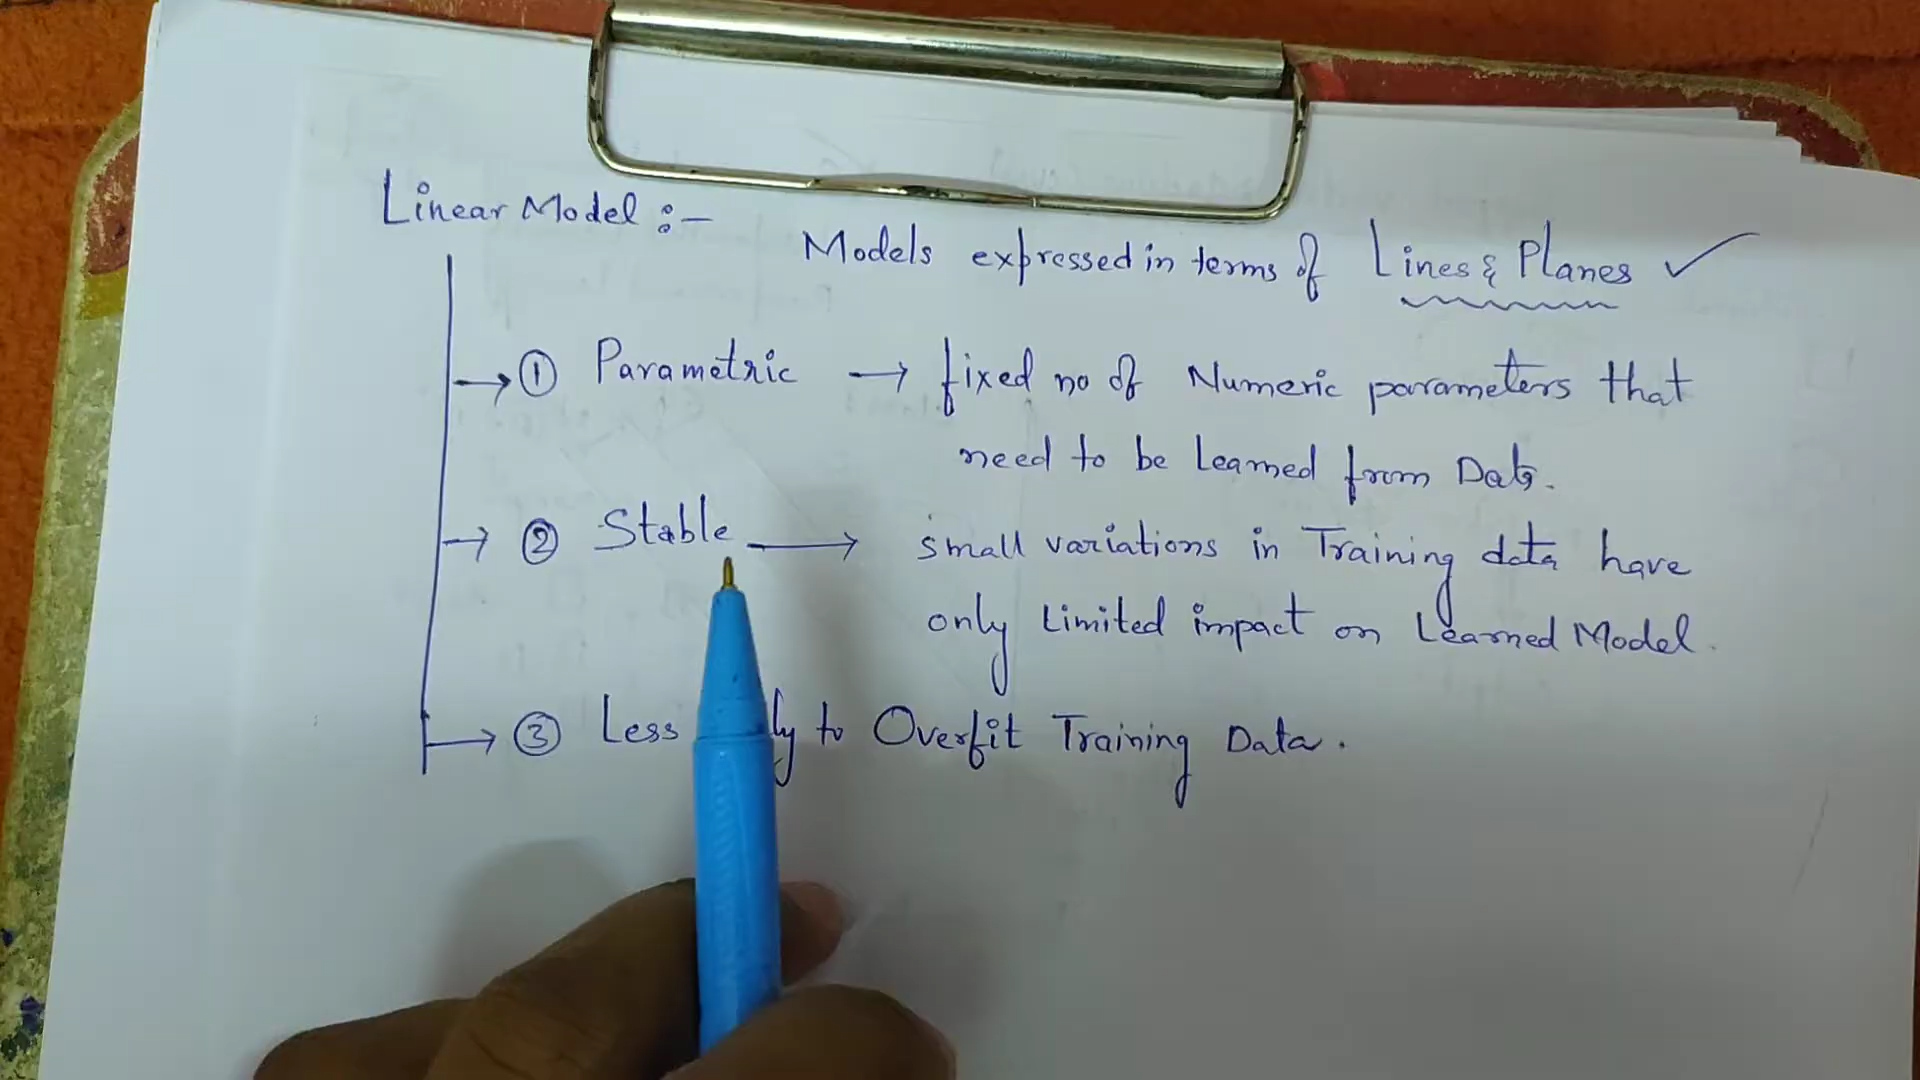 Linear Model :-
Models expressed in terms of Lines & Planes ✓
→ ① Parametric → fixed no of Numeric parameters that
need to be Learned from Data.
→ ② Stable → small variations in Training data have
only Limited impact on Learned Model.
→ ③ Less ly to Overfit Training Data.